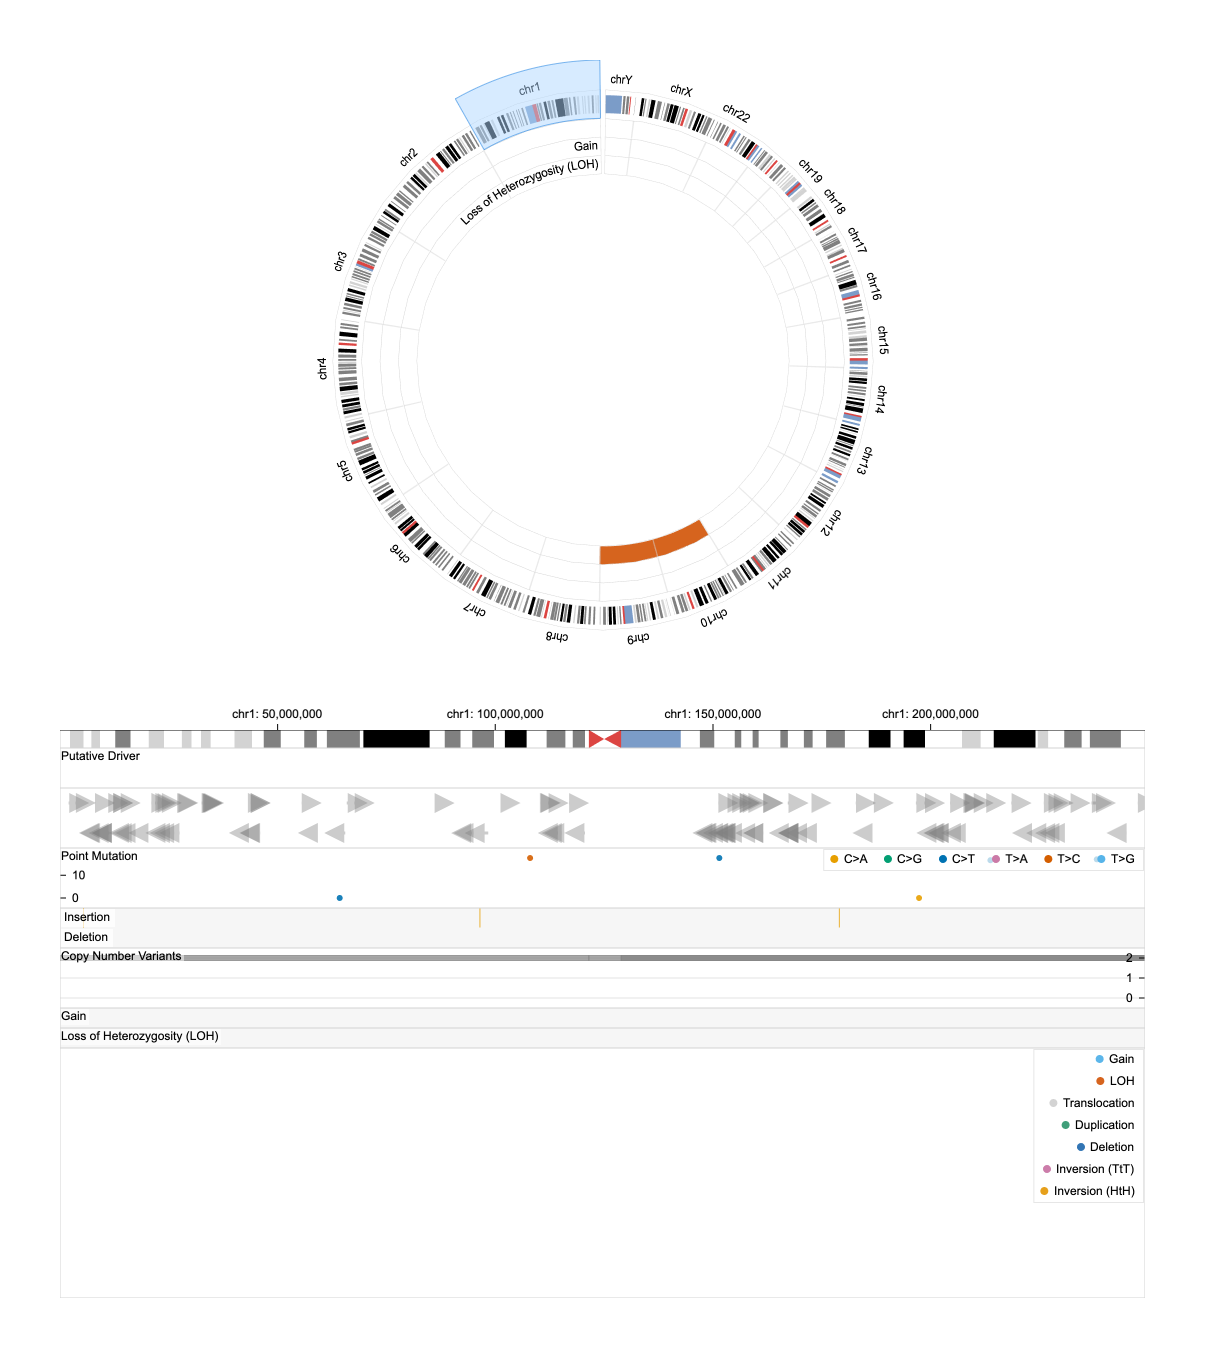 chr1
chrY
chrX
chr22
chr19
chr18
chr17
chr16
chr15
chr14
chr13
chr12
chr11
chr10
chr9
chr8
chr7
chr6
chr5
chr4
chr3
chr2
Gain
Loss of Heterozygosity (LOH)
chr1: 50,000,000 chr1: 100,000,000 chr1: 150,000,000 chr1: 200,000,000
Putative Driver
Point Mutation C>A C>G C>T T>A T>C T>G
10
0
Insertion
Deletion
Copy Number Variants 2
1
0
Gain
Loss of Heterozygosity (LOH)
Gain
LOH
Translocation
Duplication
Deletion
Inversion (TtT)
Inversion (HtH)